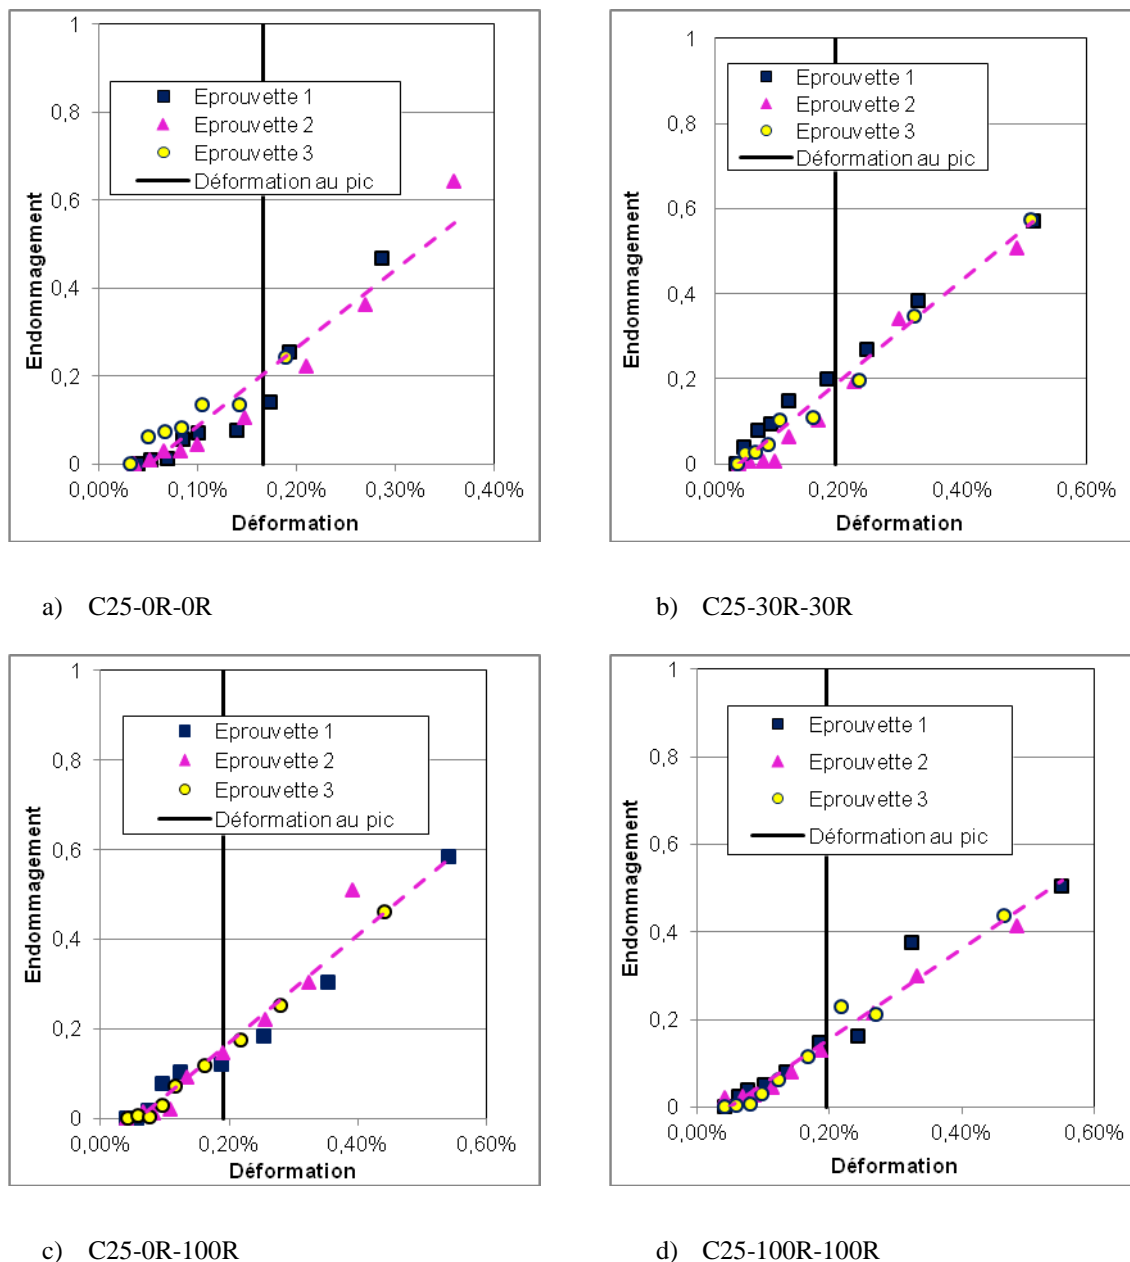 1
0,8
0,6
0,4
0,2
0
Endommagement
Eprouvette 1
Eprouvette 2
Eprouvette 3
Déformation au pic
0,00% 0,10% 0,20% 0,30% 0,40%
Déformation
1
0,8
0,6
0,4
0,2
0
Endommagement
Eprouvette 1
Eprouvette 2
Eprouvette 3
Déformation au pic
0,00% 0,20% 0,40% 0,60%
Déformation
a) C25-0R-0R
b) C25-30R-30R
1
0,8
0,6
0,4
0,2
0
Endommagement
Eprouvette 1
Eprouvette 2
Eprouvette 3
Déformation au pic
0,00% 0,20% 0,40% 0,60%
Déformation
1
0,8
0,6
0,4
0,2
0
Endommagement
Eprouvette 1
Eprouvette 2
Eprouvette 3
Déformation au pic
0,00% 0,20% 0,40% 0,60%
Déformation
c) C25-0R-100R
d) C25-100R-100R